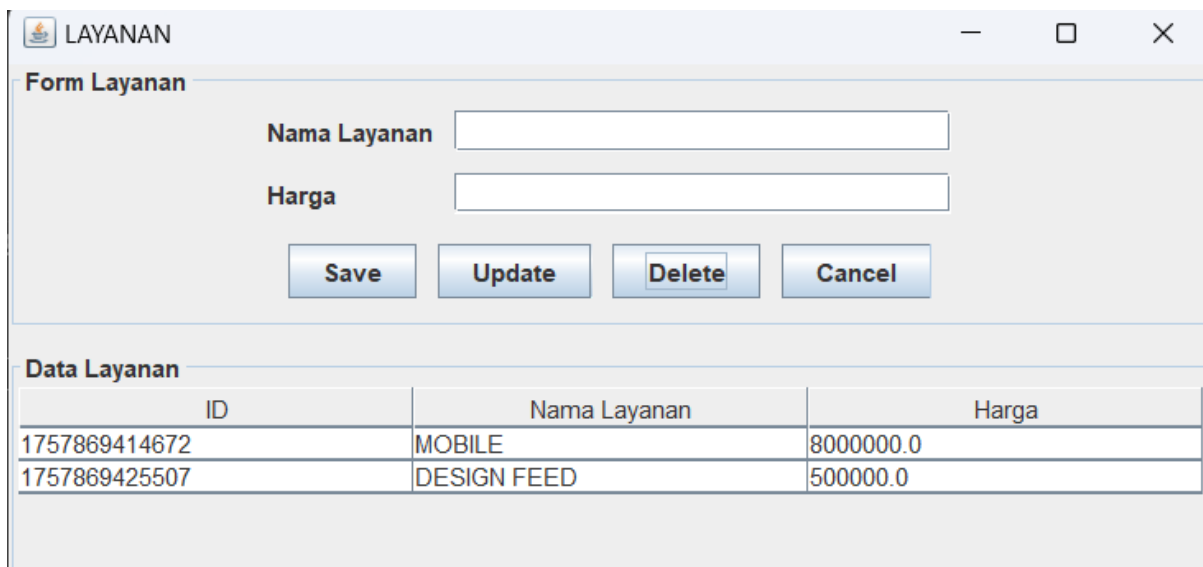 LAYANAN
Form Layanan
Nama Layanan
Harga
Save Update Delete Cancel
Data Layanan
ID Nama Layanan Harga
1757869414672 MOBILE 8000000.0
1757869425507 DESIGN FEED 500000.0